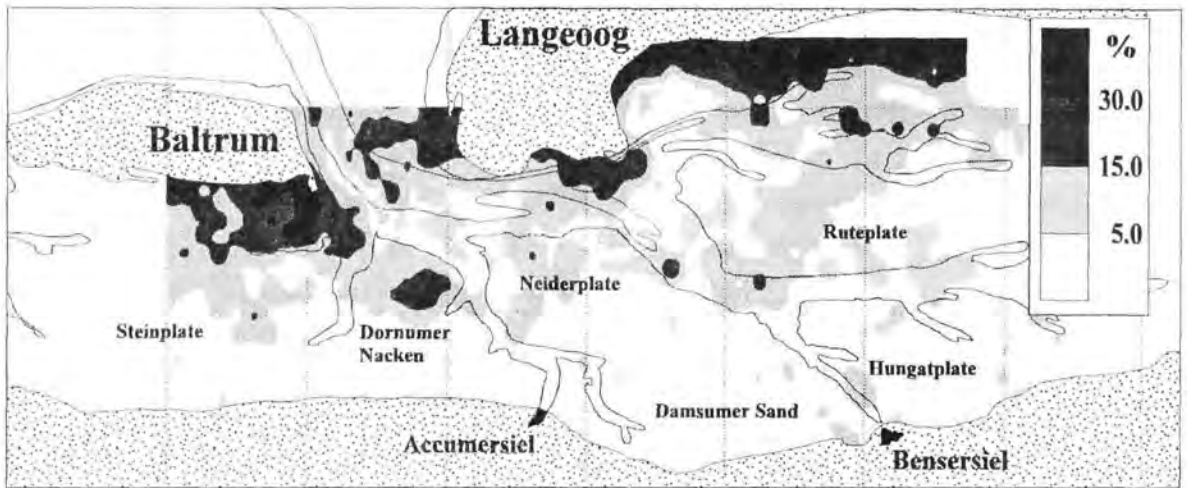 Langeoog
%
30.0
15.0
5.0
Baltrum
Ruteplate
Neiderplate
Steinplate
Dornumer
Nacken
Hungatplate
Damsumer Sand
Accumersiel
Bensersiel